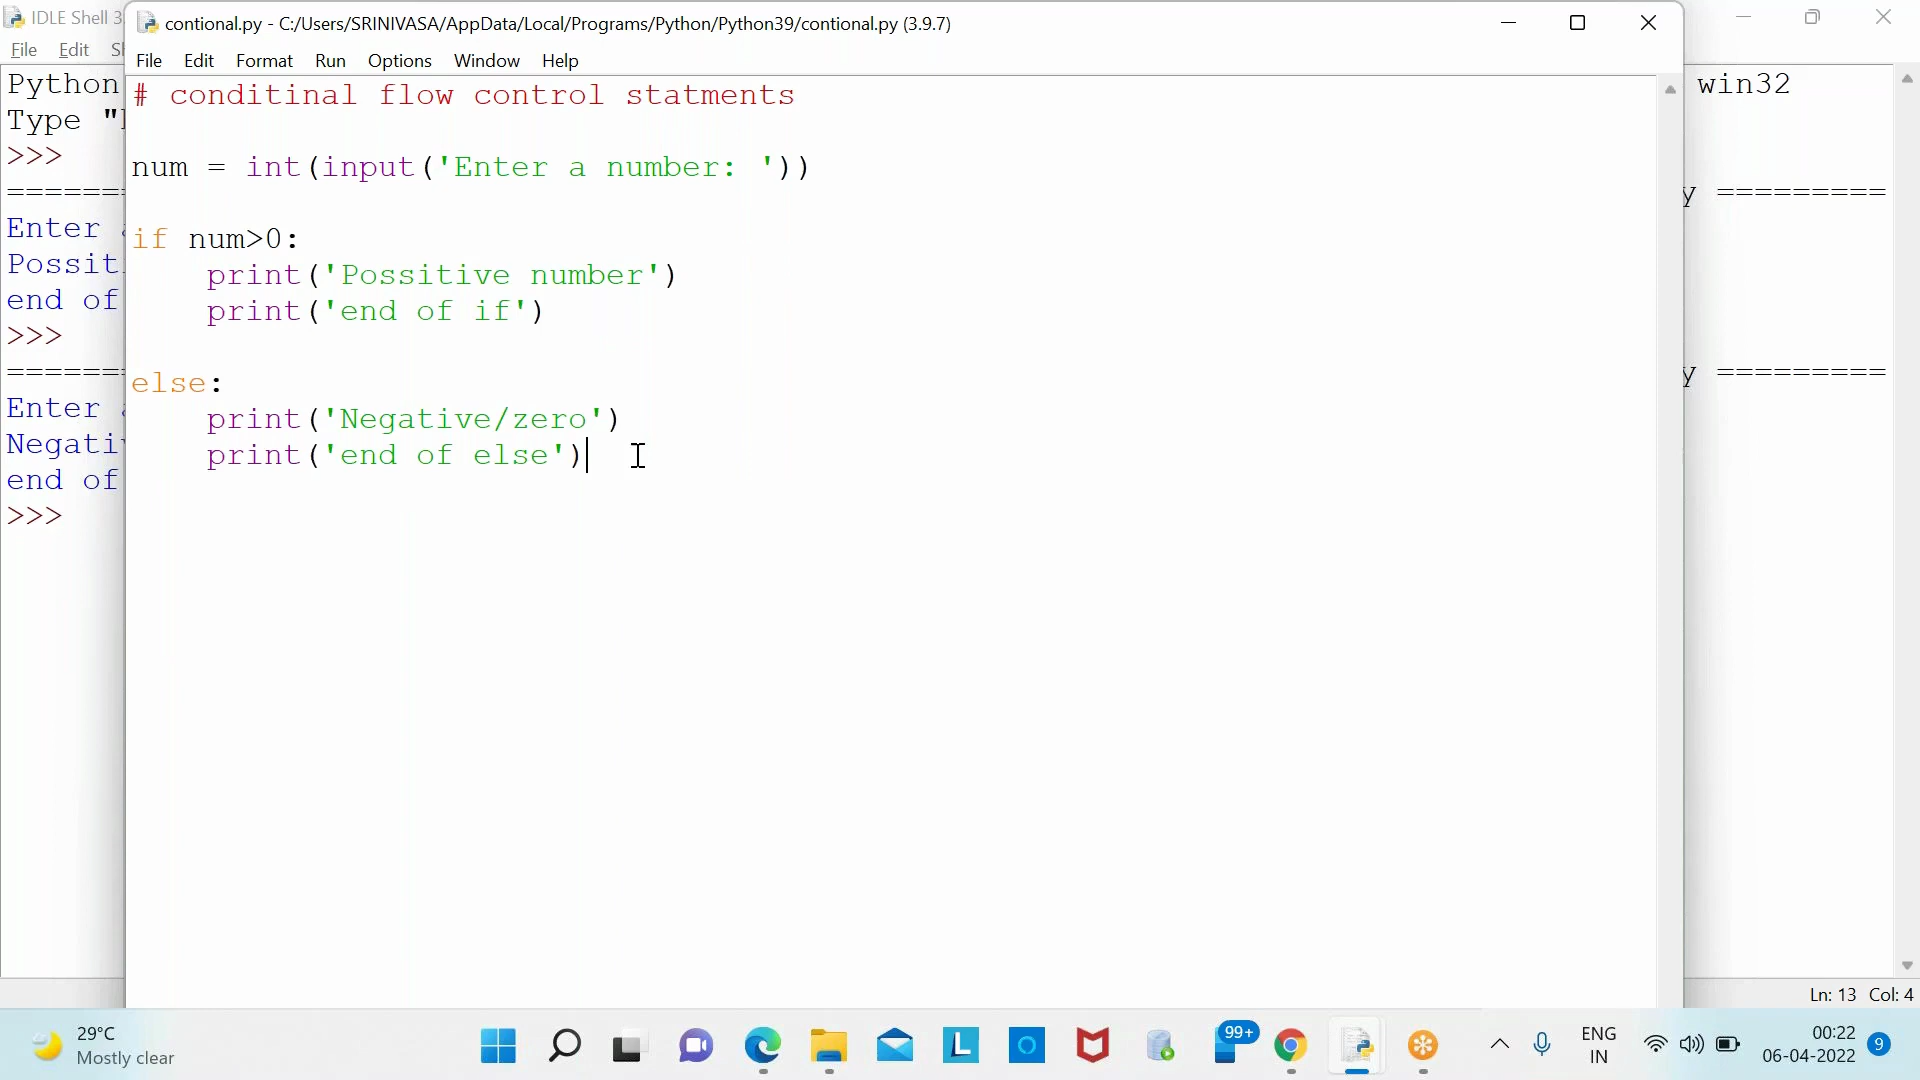 IDLE Shell 3
File Edit
Python
Type "
>>>
Enter
Possit
end of
>>>
Enter
Negati
end of
>>>
contional.py - C:/Users/SRINIVASA/AppData/Local/Programs/Python/Python39/contional.py (3.9.7)
File Edit Format Run Options Window Help
# conditinal flow control statments
num = int(input('Enter a number: '))
if num>0:
print('Possitive number')
print('end of if')
else:
print('Negative/zero')
print('end of else')
win32
y =========
y =========
Ln: 13 Col: 4
29°C
Mostly clear
99+
ENG
IN
00:22
06-04-2022
9